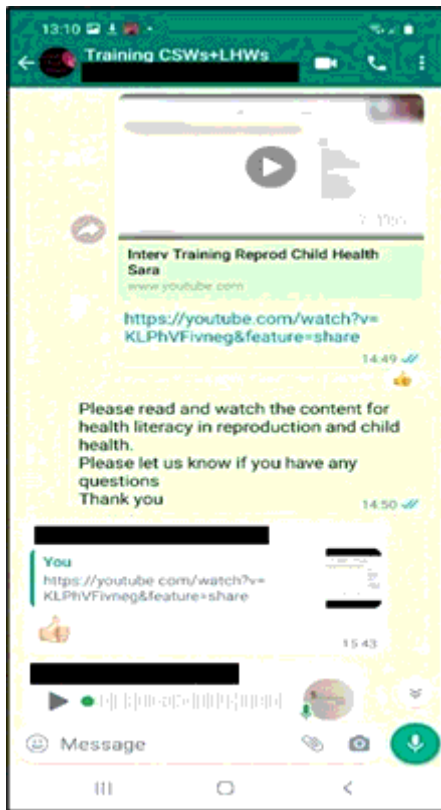 13:10
Training CSWs+LHWs
Interv Training Reprod Child Health
Sara
www.youtube.com
https://youtube.com/watch?v=
KLPhVFivneg&feature=share
14:49
Please read and watch the content for
health literacy in reproduction and child
health.
Please let us know if you have any
questions
Thank you
14:50
You
https://youtube.com/watch?v=
KLPhVFivneg&feature=share
15:43
Message